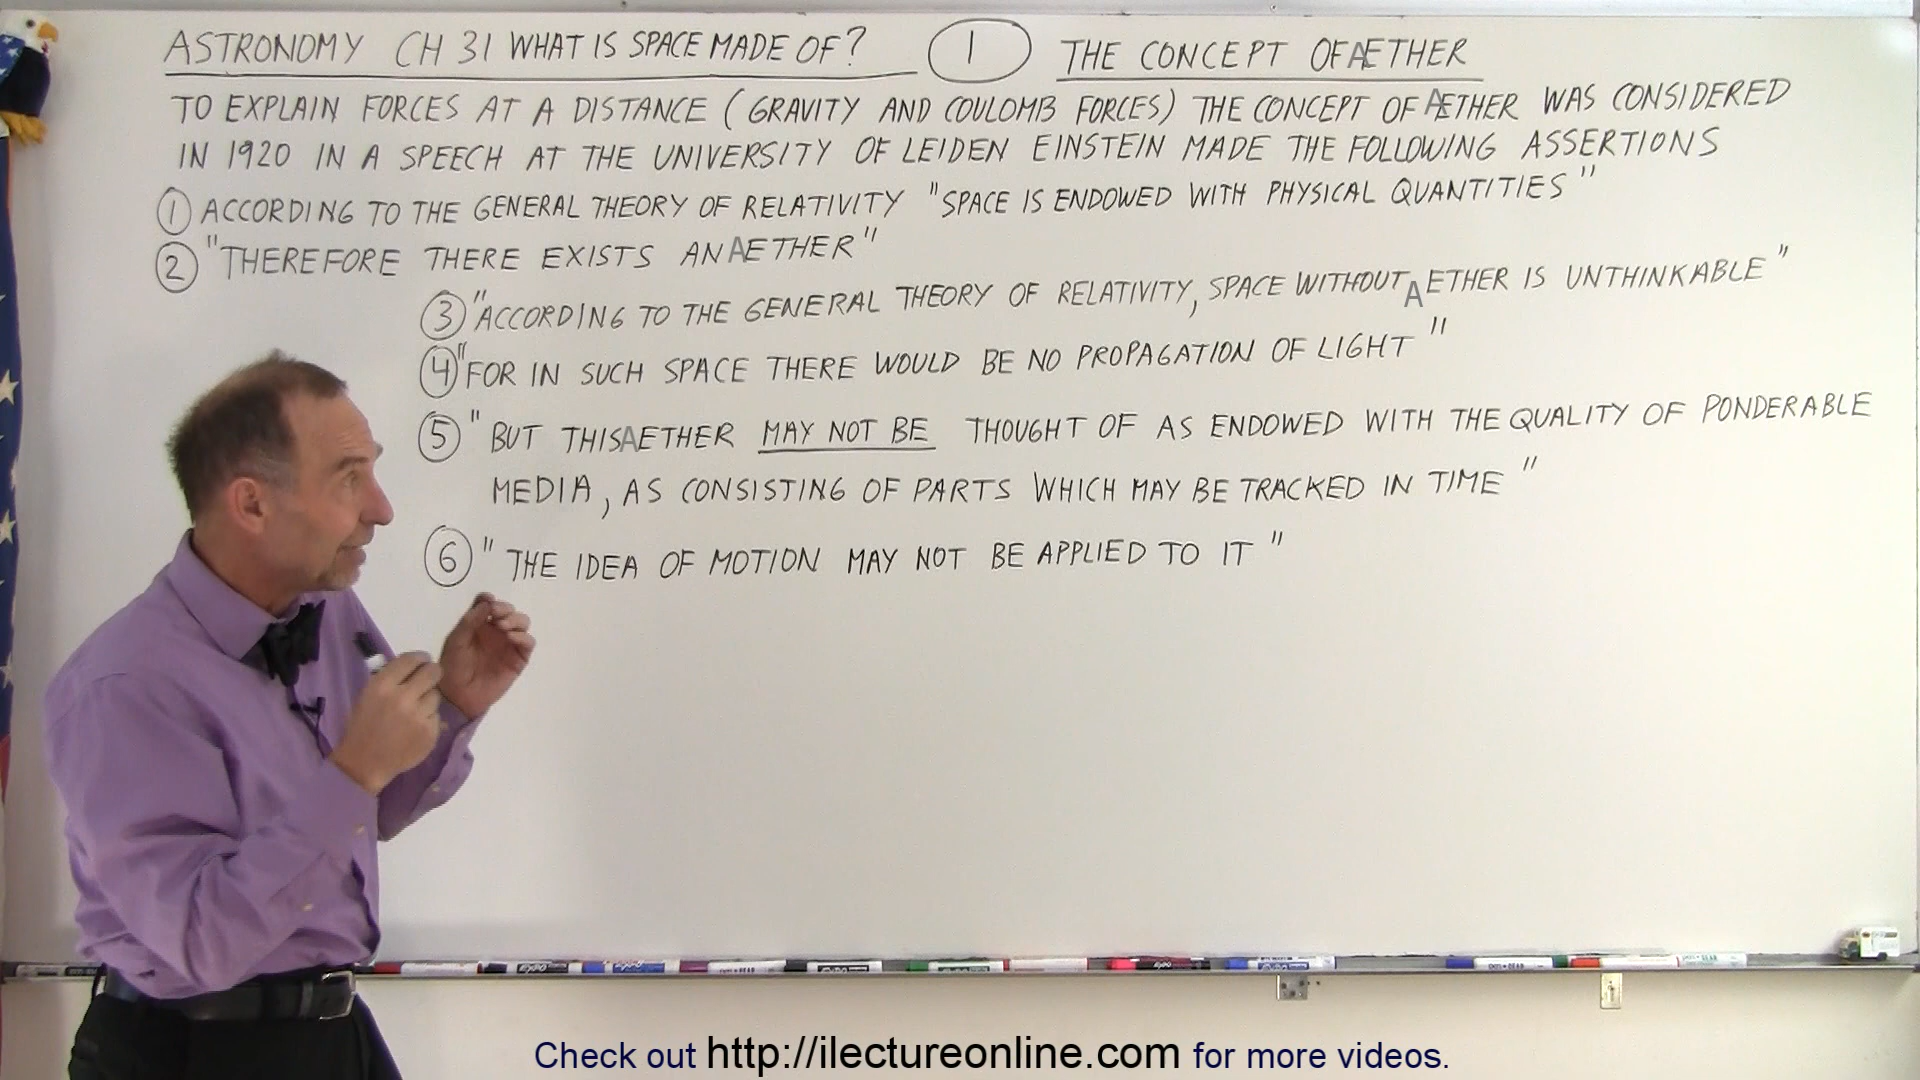 ASTRONOMY CH 31 WHAT IS SPACE MADE OF? 1 THE CONCEPT OF AETHER
TO EXPLAIN FORCES AT A DISTANCE (GRAVITY AND COULOMB FORCES) THE CONCEPT OF AETHER WAS CONSIDERED
IN 1920 IN A SPEECH AT THE UNIVERSITY OF LEIDEN EINSTEIN MADE THE FOLLOWING ASSERTIONS
1 ACCORDING TO THE GENERAL THEORY OF RELATIVITY "SPACE IS ENDOWED WITH PHYSICAL QUANTITIES"
2 "THEREFORE THERE EXISTS AN AETHER"
3 "ACCORDING TO THE GENERAL THEORY OF RELATIVITY, SPACE WITHOUT AETHER IS UNTHINKABLE"
4 "FOR IN SUCH SPACE THERE WOULD BE NO PROPAGATION OF LIGHT"
5 "BUT THIS AETHER MAY NOT BE THOUGHT OF AS ENDOWED WITH THE QUALITY OF PONDERABLE
MEDIA, AS CONSISTING OF PARTS WHICH MAY BE TRACKED IN TIME"
6 "THE IDEA OF MOTION MAY NOT BE APPLIED TO IT"
Check out http://ilectureonline.com for more videos.